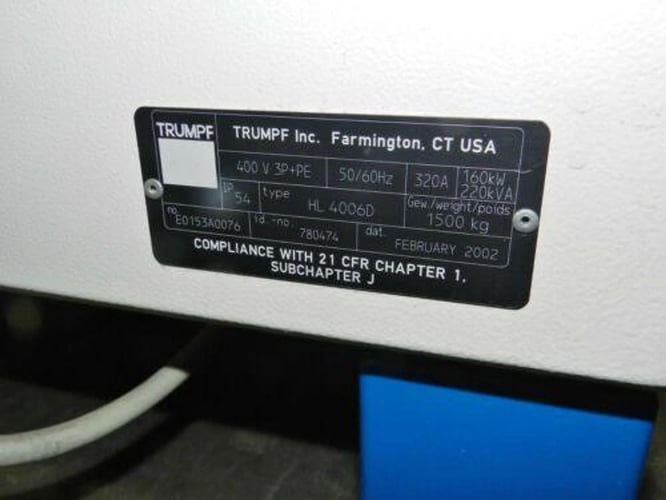 TRUMPF
TRUMPF Inc. Farmington, CT USA
400 V 3P+PE
50/60Hz
320A
160kW
220kVA
IP
54
type
HL 4006D
Gew./weight/poids
1500 kg
no.
E0153A0076
id.-no.
780474
dat.
FEBRUARY 2002
COMPLIANCE WITH 21 CFR CHAPTER 1,
SUBCHAPTER J